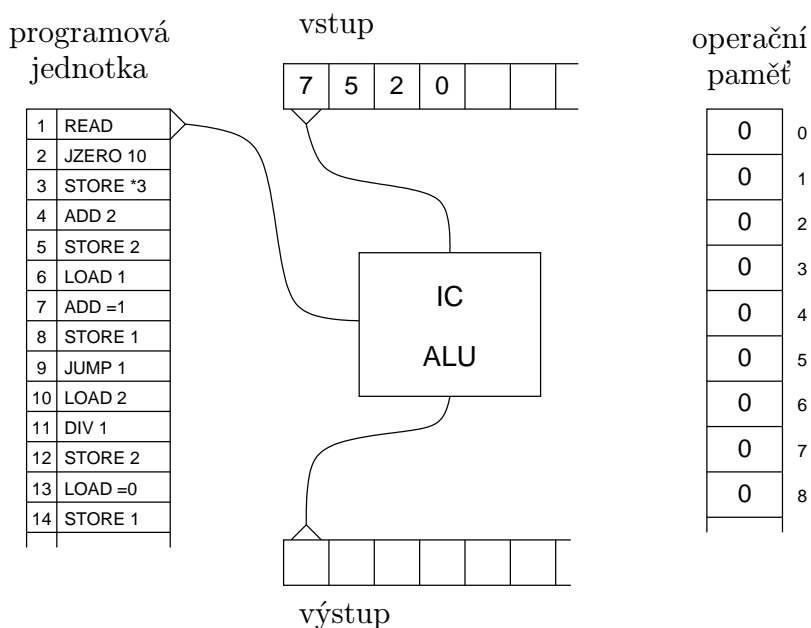 programová
jednotka
1 READ
2 JZERO 10
3 STORE *3
4 ADD 2
5 STORE 2
6 LOAD 1
7 ADD =1
8 STORE 1
9 JUMP 1
10 LOAD 2
11 DIV 1
12 STORE 2
13 LOAD =0
14 STORE 1
vstup
7 5 2 0
IC
ALU
výstup
operační
paměť
0 0
0 1
0 2
0 3
0 4
0 5
0 6
0 7
0 8